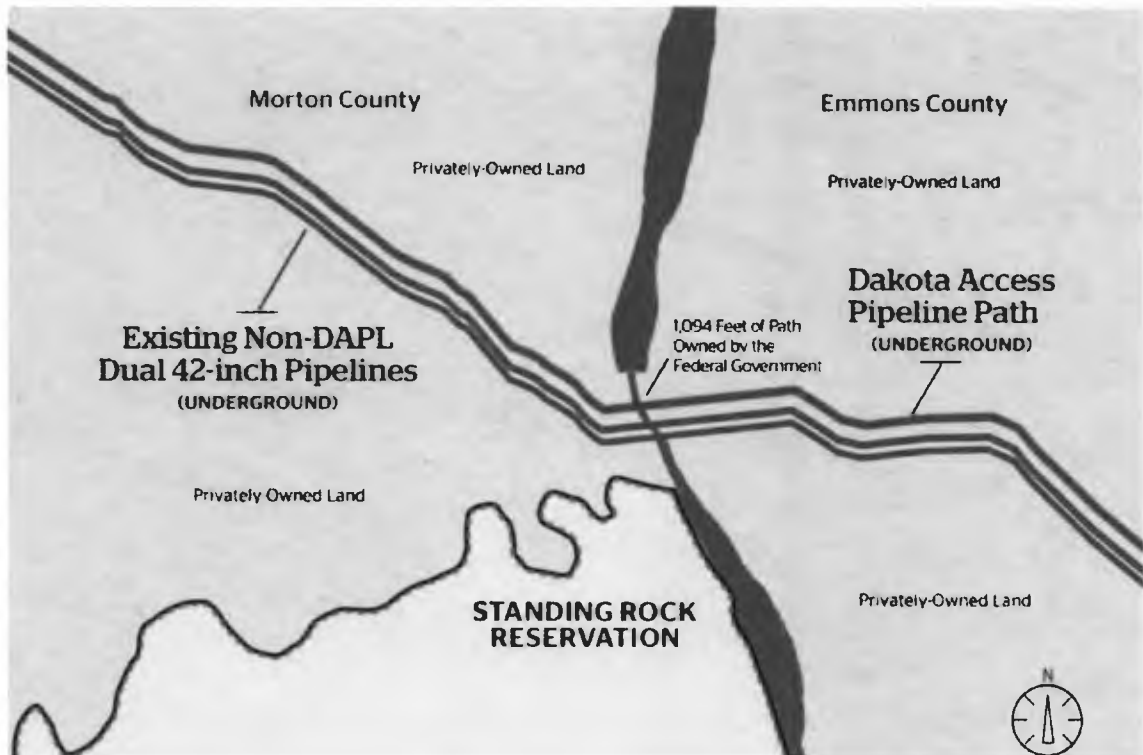 Morton County
Emmons County
Privately-Owned Land
Privately-Owned Land
Dakota Access
Pipeline Path
(UNDERGROUND)
1,094 Feet of Path
Owned by the
Federal Government
Existing Non-DAPL
Dual 42-inch Pipelines
(UNDERGROUND)
Privately-Owned Land
STANDING ROCK
RESERVATION
Privately-Owned Land
N